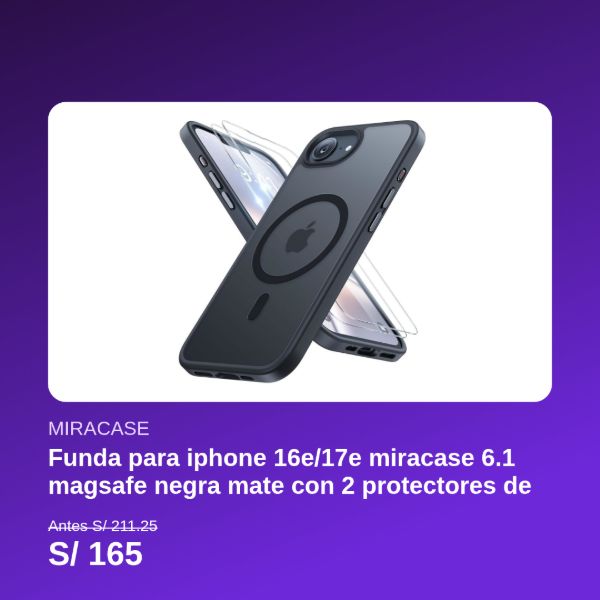 MIRACASE
Funda para iphone 16e/17e miracase 6.1
magsafe negra mate con 2 protectores de
Antes S/ 211.25
S/ 165